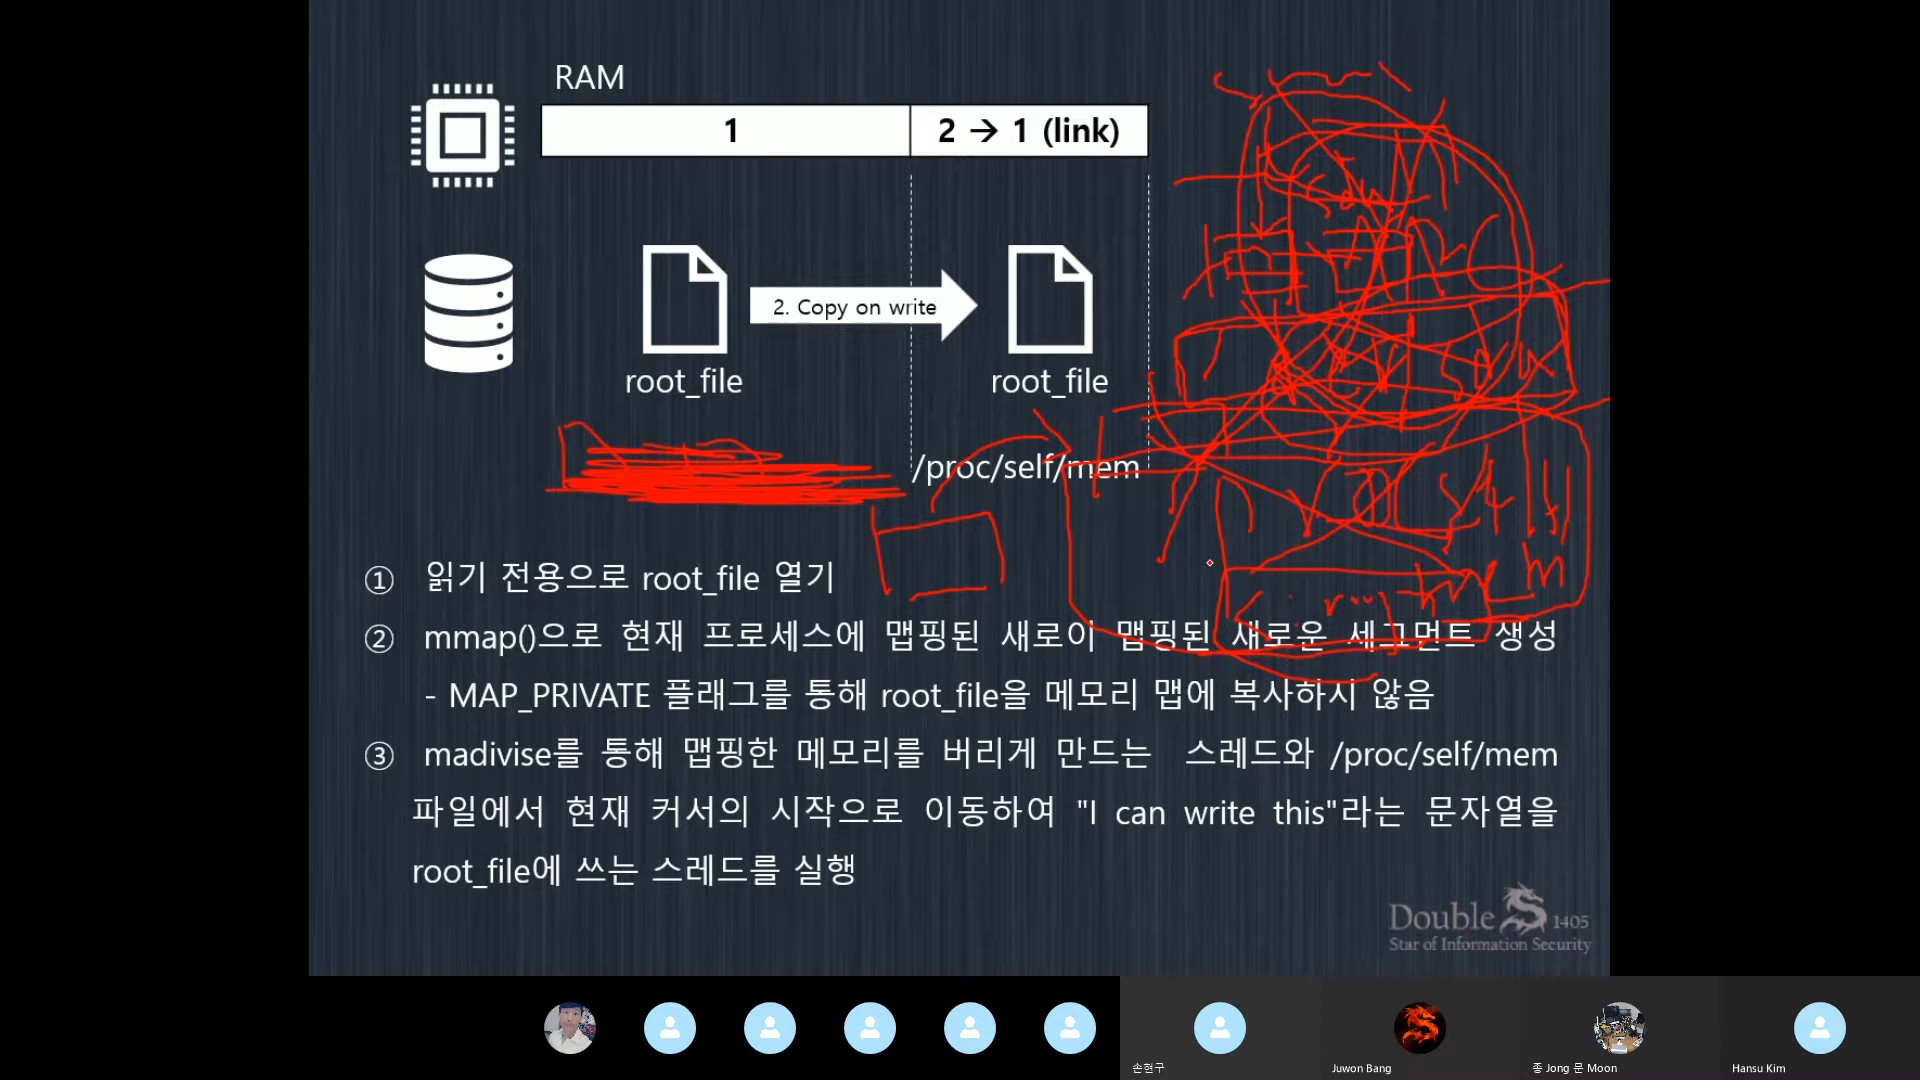 RAM
1
2 → 1 (link)
2. Copy on write
root_file
root_file
/proc/self/mem
① 읽기 전용으로 root_file 열기
② mmap()으로 현재 프로세스에 맵핑된 새로이 맵핑된 새로운 세그먼트 생성
- MAP_PRIVATE 플래그를 통해 root_file을 메모리 맵에 복사하시 않음
③ madivise를 통해 맵핑한 메모리를 버리게 만드는 스레드와 /proc/self/mem
파일에서 현재 커서의 시작으로 이동하여 "I can write this"라는 문자열을
root_file에 쓰는 스레드를 실행
Double S 1405
Star of Information Security
손현구
Juwon Bang
종 Jong 문 Moon
Hansu Kim